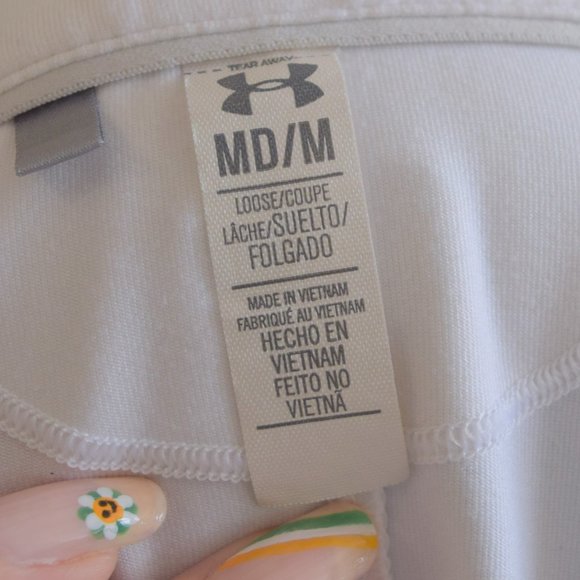 TEAR AWAY
MD/M
LOOSE/COUPE
LÂCHE/SUELTO/
FOLGADO
MADE IN VIETNAM
FABRIQUÉ AU VIETNAM
HECHO EN
VIETNAM
FEITO NO
VIETNÃ